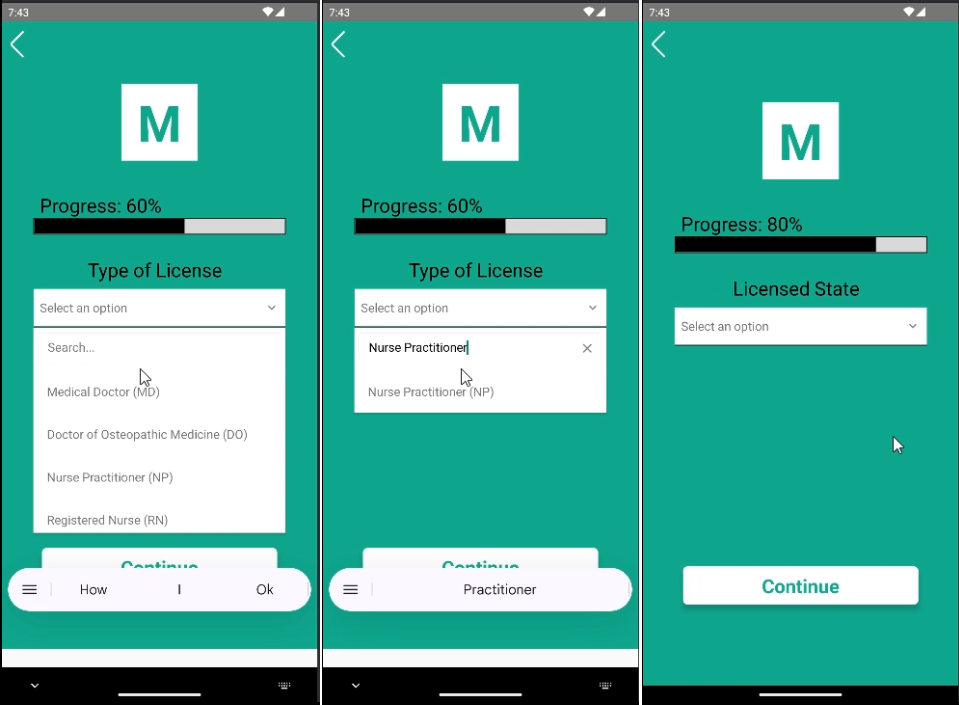 7:43
M
Progress: 60%
Type of License
Select an option
Search...
Medical Doctor (MD)
Doctor of Osteopathic Medicine (DO)
Nurse Practitioner (NP)
Registered Nurse (RN)
Continue
How I Ok
7:43
M
Progress: 60%
Type of License
Select an option
Nurse Practitioner
Nurse Practitioner (NP)
Continue
Practitioner
7:43
M
Progress: 80%
Licensed State
Select an option
Continue